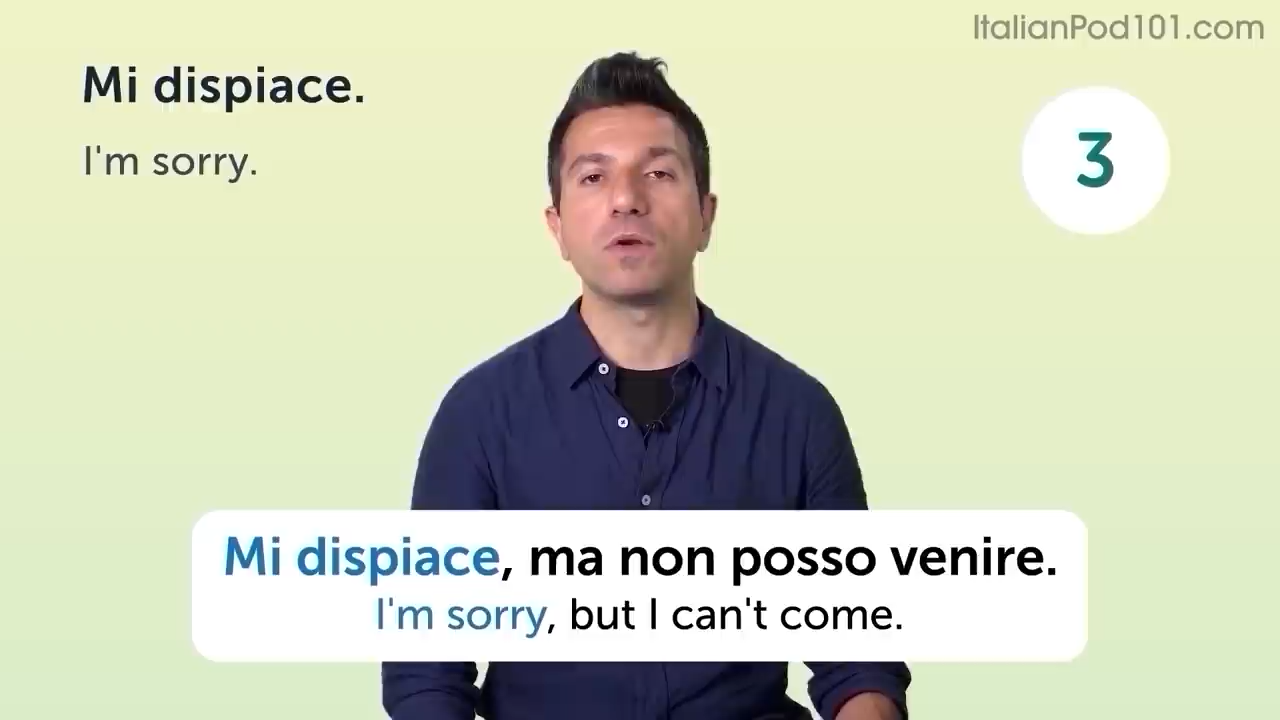 ItalianPod101.com
Mi dispiace.
I'm sorry.
3
Mi dispiace, ma non posso venire.
I'm sorry, but I can't come.